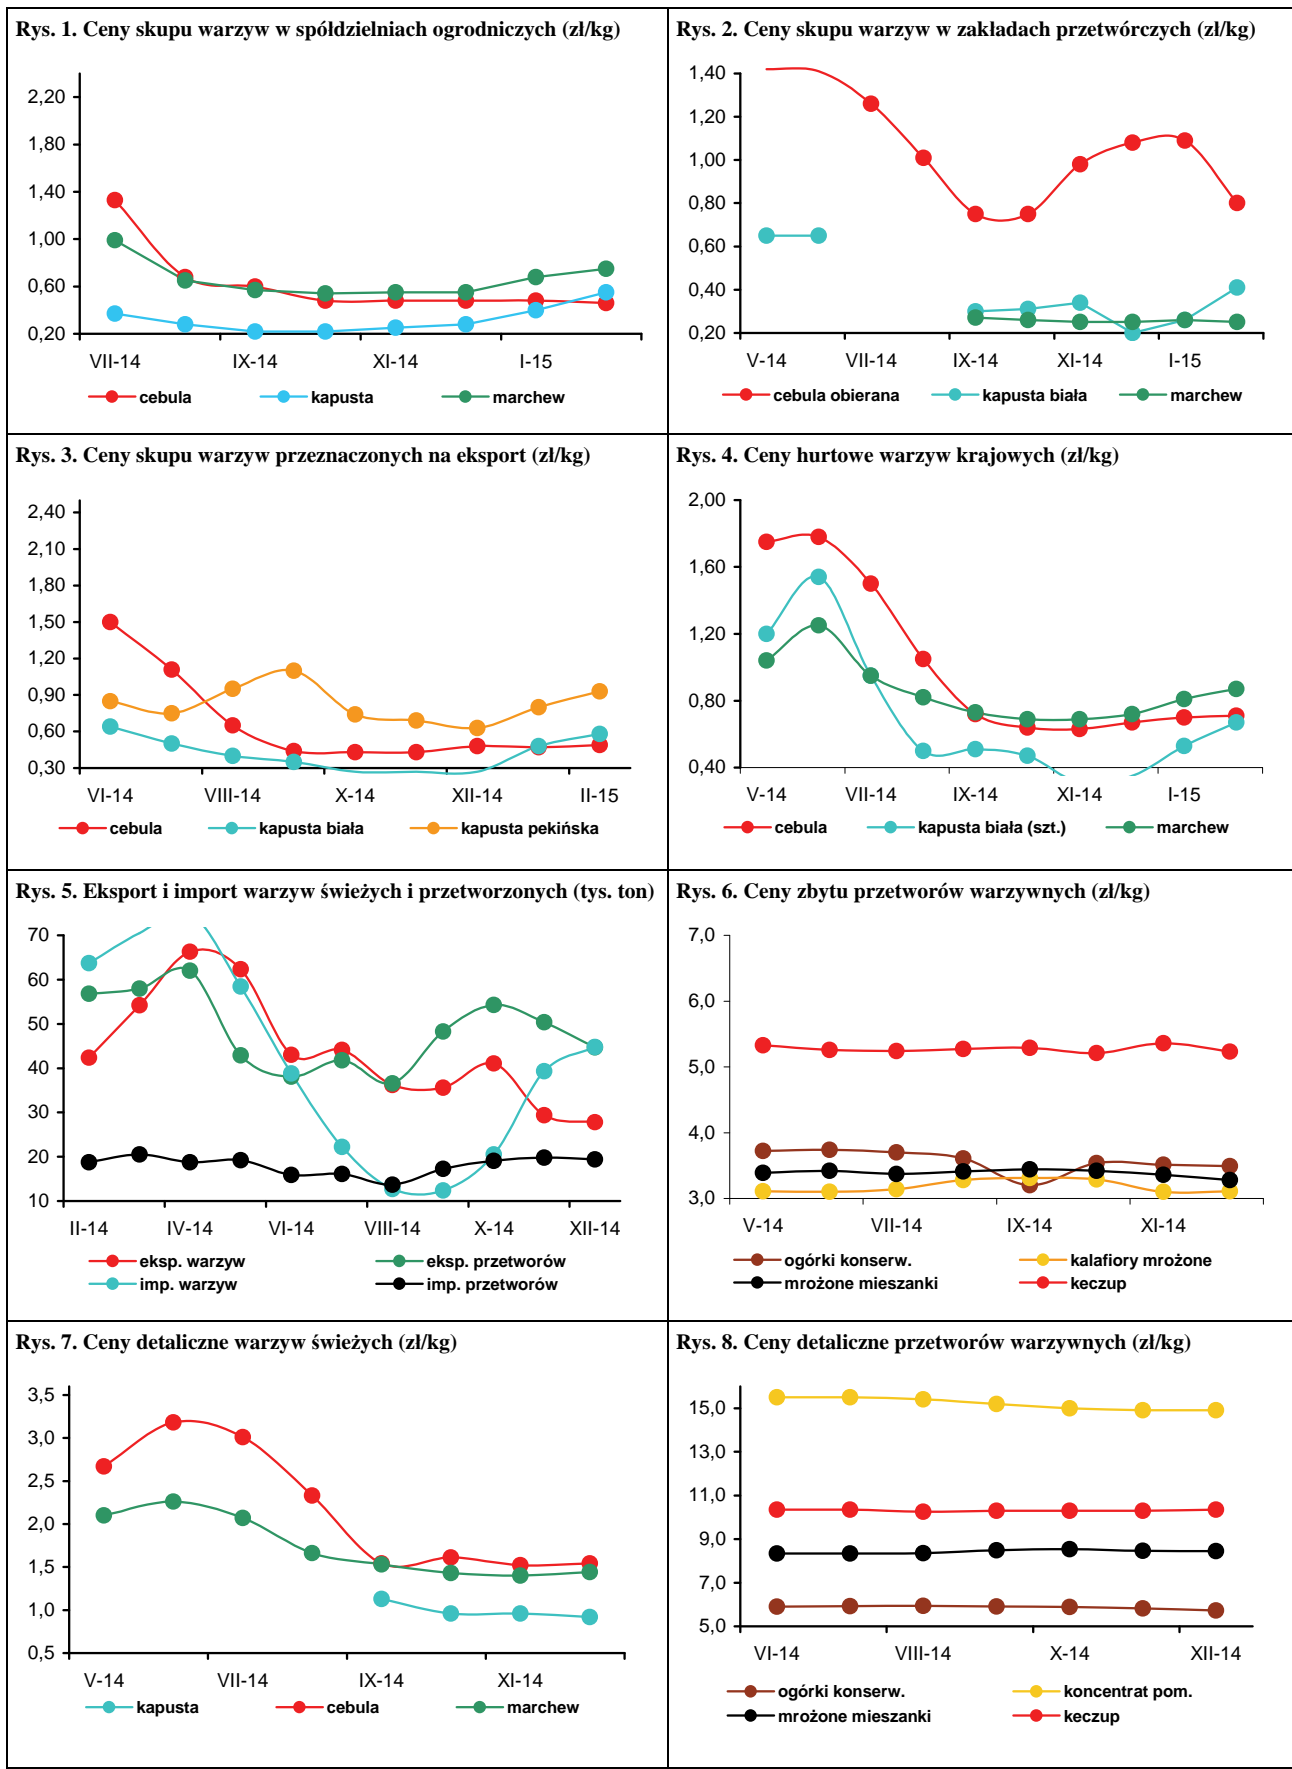 Rys. 1. Ceny skupu warzyw w spółdzielniach ogrodniczych (zł/kg)
2,20
1,80
1,40
1,00
0,60
0,20
VII-14 IX-14 XI-14 I-15
cebula kapusta marchew
Rys. 2. Ceny skupu warzyw w zakładach przetwórczych (zł/kg)
1,40
1,20
1,00
0,80
0,60
0,40
0,20
V-14 VII-14 IX-14 XI-14 I-15
cebula obierana kapusta biała marchew
Rys. 3. Ceny skupu warzyw przeznaczonych na eksport (zł/kg)
2,40
2,10
1,80
1,50
1,20
0,90
0,60
0,30
VI-14 VIII-14 X-14 XII-14 II-15
cebula kapusta biała kapusta pekińska
Rys. 4. Ceny hurtowe warzyw krajowych (zł/kg)
2,00
1,60
1,20
0,80
0,40
V-14 VII-14 IX-14 XI-14 I-15
cebula kapusta biała (szt.) marchew
Rys. 5. Eksport i import warzyw świeżych i przetworzonych (tys. ton)
70
60
50
40
30
20
10
II-14 IV-14 VI-14 VIII-14 X-14 XII-14
eksp. warzyw eksp. przetworów
imp. warzyw imp. przetworów
Rys. 6. Ceny zbytu przetworów warzywnych (zł/kg)
7,0
6,0
5,0
4,0
3,0
V-14 VII-14 IX-14 XI-14
ogórki konserw. kalafiory mrożone
mrożone mieszanki keczup
Rys. 7. Ceny detaliczne warzyw świeżych (zł/kg)
3,5
3,0
2,5
2,0
1,5
1,0
0,5
V-14 VII-14 IX-14 XI-14
kapusta cebula marchew
Rys. 8. Ceny detaliczne przetworów warzywnych (zł/kg)
15,0
13,0
11,0
9,0
7,0
5,0
VI-14 VIII-14 X-14 XII-14
ogórki konserw. koncentrat pom.
mrożone mieszanki keczup